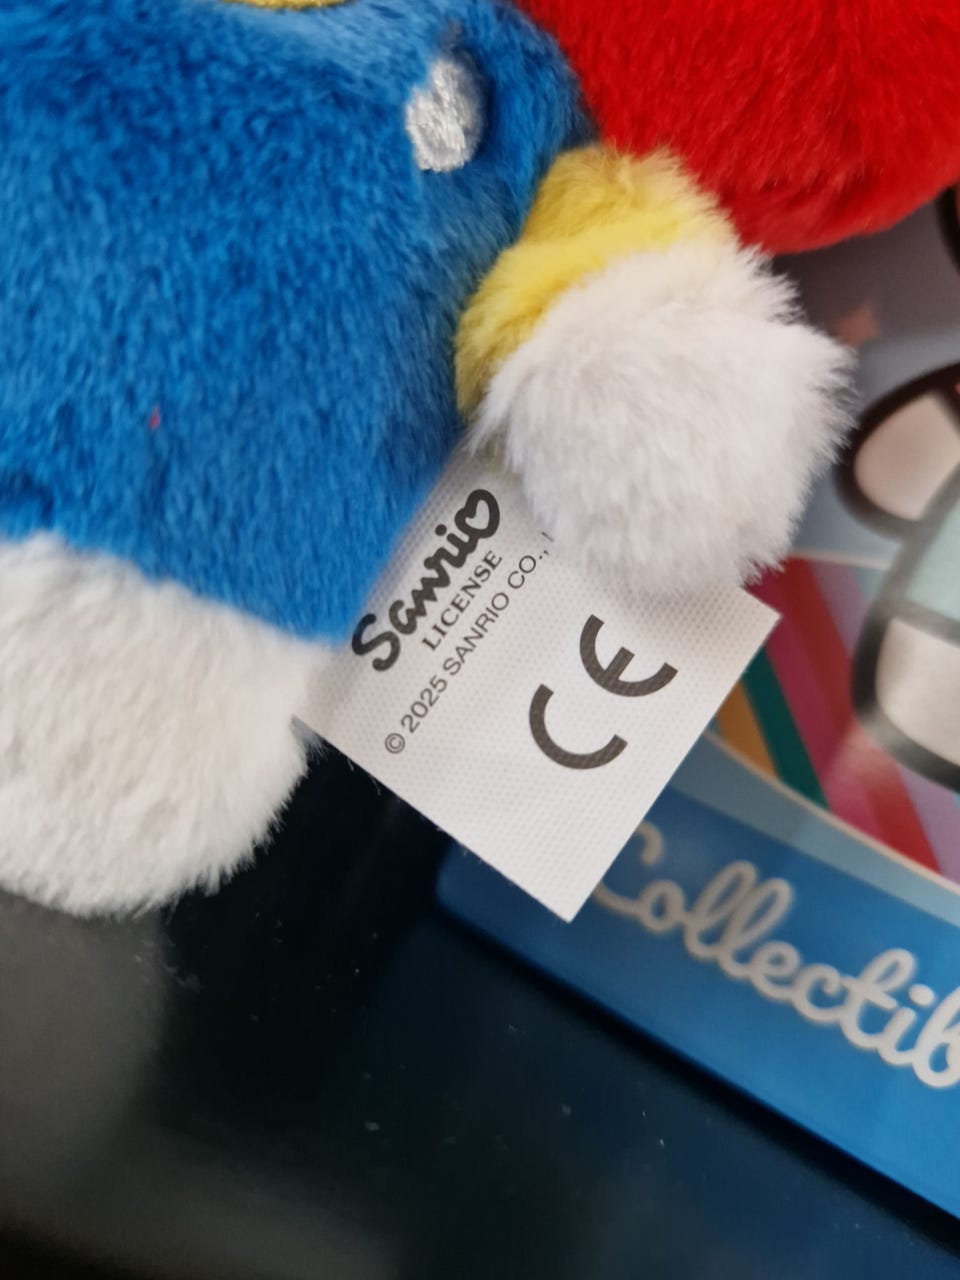 Sanrio
LICENSE
© 2025 SANRIO CO.,
CE
Collectib